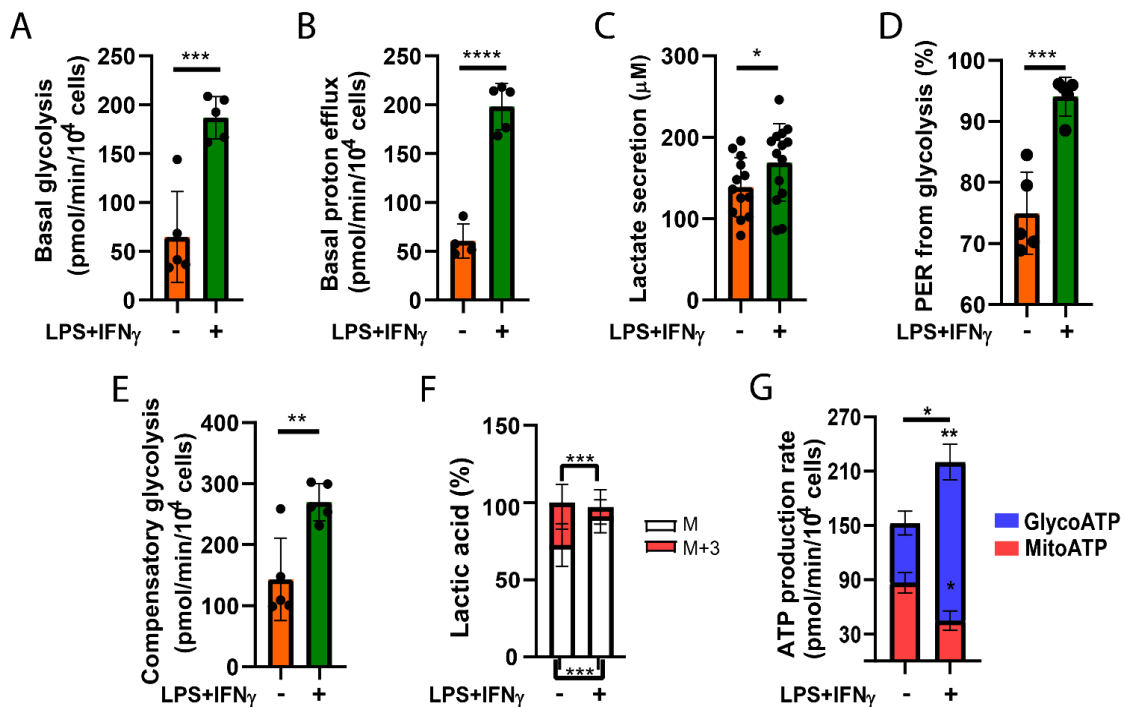 A
Basal glycolysis
(pmol/min/10⁴ cells)
250
200
150
100
50
0
***
LPS+IFNγ
-
+
B
Basal proton efflux
(pmol/min/10⁴ cells)
250
200
150
100
50
0
****
-
+
C
Lactate secretion (μM)
300
200
100
0
*
LPS+IFNγ
-
+
D
PER from glycolysis (%)
100
90
80
70
60
***
LPS+IFNγ
-
+
E
Compensatory glycolysis
(pmol/min/10⁴ cells)
400
300
200
100
0
**
LPS+IFNγ
-
+
F
Lactic acid (%)
150
100
50
0
***
***
M
M+3
LPS+IFNγ
-
+
G
ATP production rate
(pmol/min/10⁴ cells)
270
210
150
90
30
*
**
*
GlycoATP
MitoATP
LPS+IFNγ
-
+